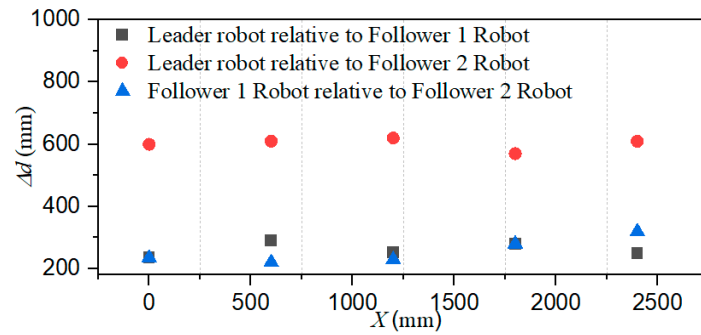 1000
800
600
400
200
Δd (mm)
Leader robot relative to Follower 1 Robot
Leader robot relative to Follower 2 Robot
Follower 1 Robot relative to Follower 2 Robot
0 500 1000 1500 2000 2500
X (mm)